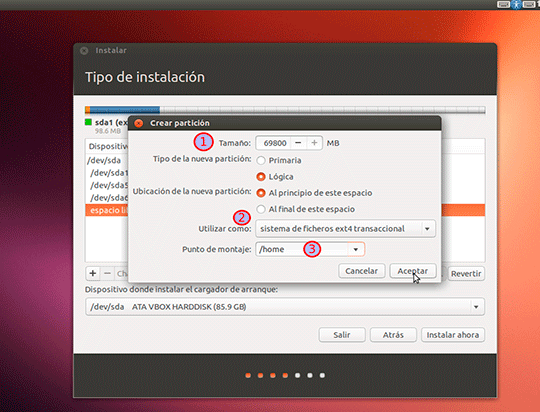 Instalar
Tipo de instalación
sda1 (ex
98.6 MB
Crear partición
1 Tamaño: 69800 − + MB
Tipo de la nueva partición: Primaria
Lógica
Ubicación de la nueva partición: Al principio de este espacio
Al final de este espacio
2
Utilizar como: sistema de ficheros ext4 transaccional
Punto de montaje: /home 3
Cancelar Aceptar
Disposi
/dev/sda
/dev/sda1
/dev/sda5
/dev/sda6
espacio li
+ − Revertir
Dispositivo donde instalar el cargador de arranque:
/dev/sda ATA VBOX HARDDISK (85.9 GB)
Salir Atrás Instalar ahora